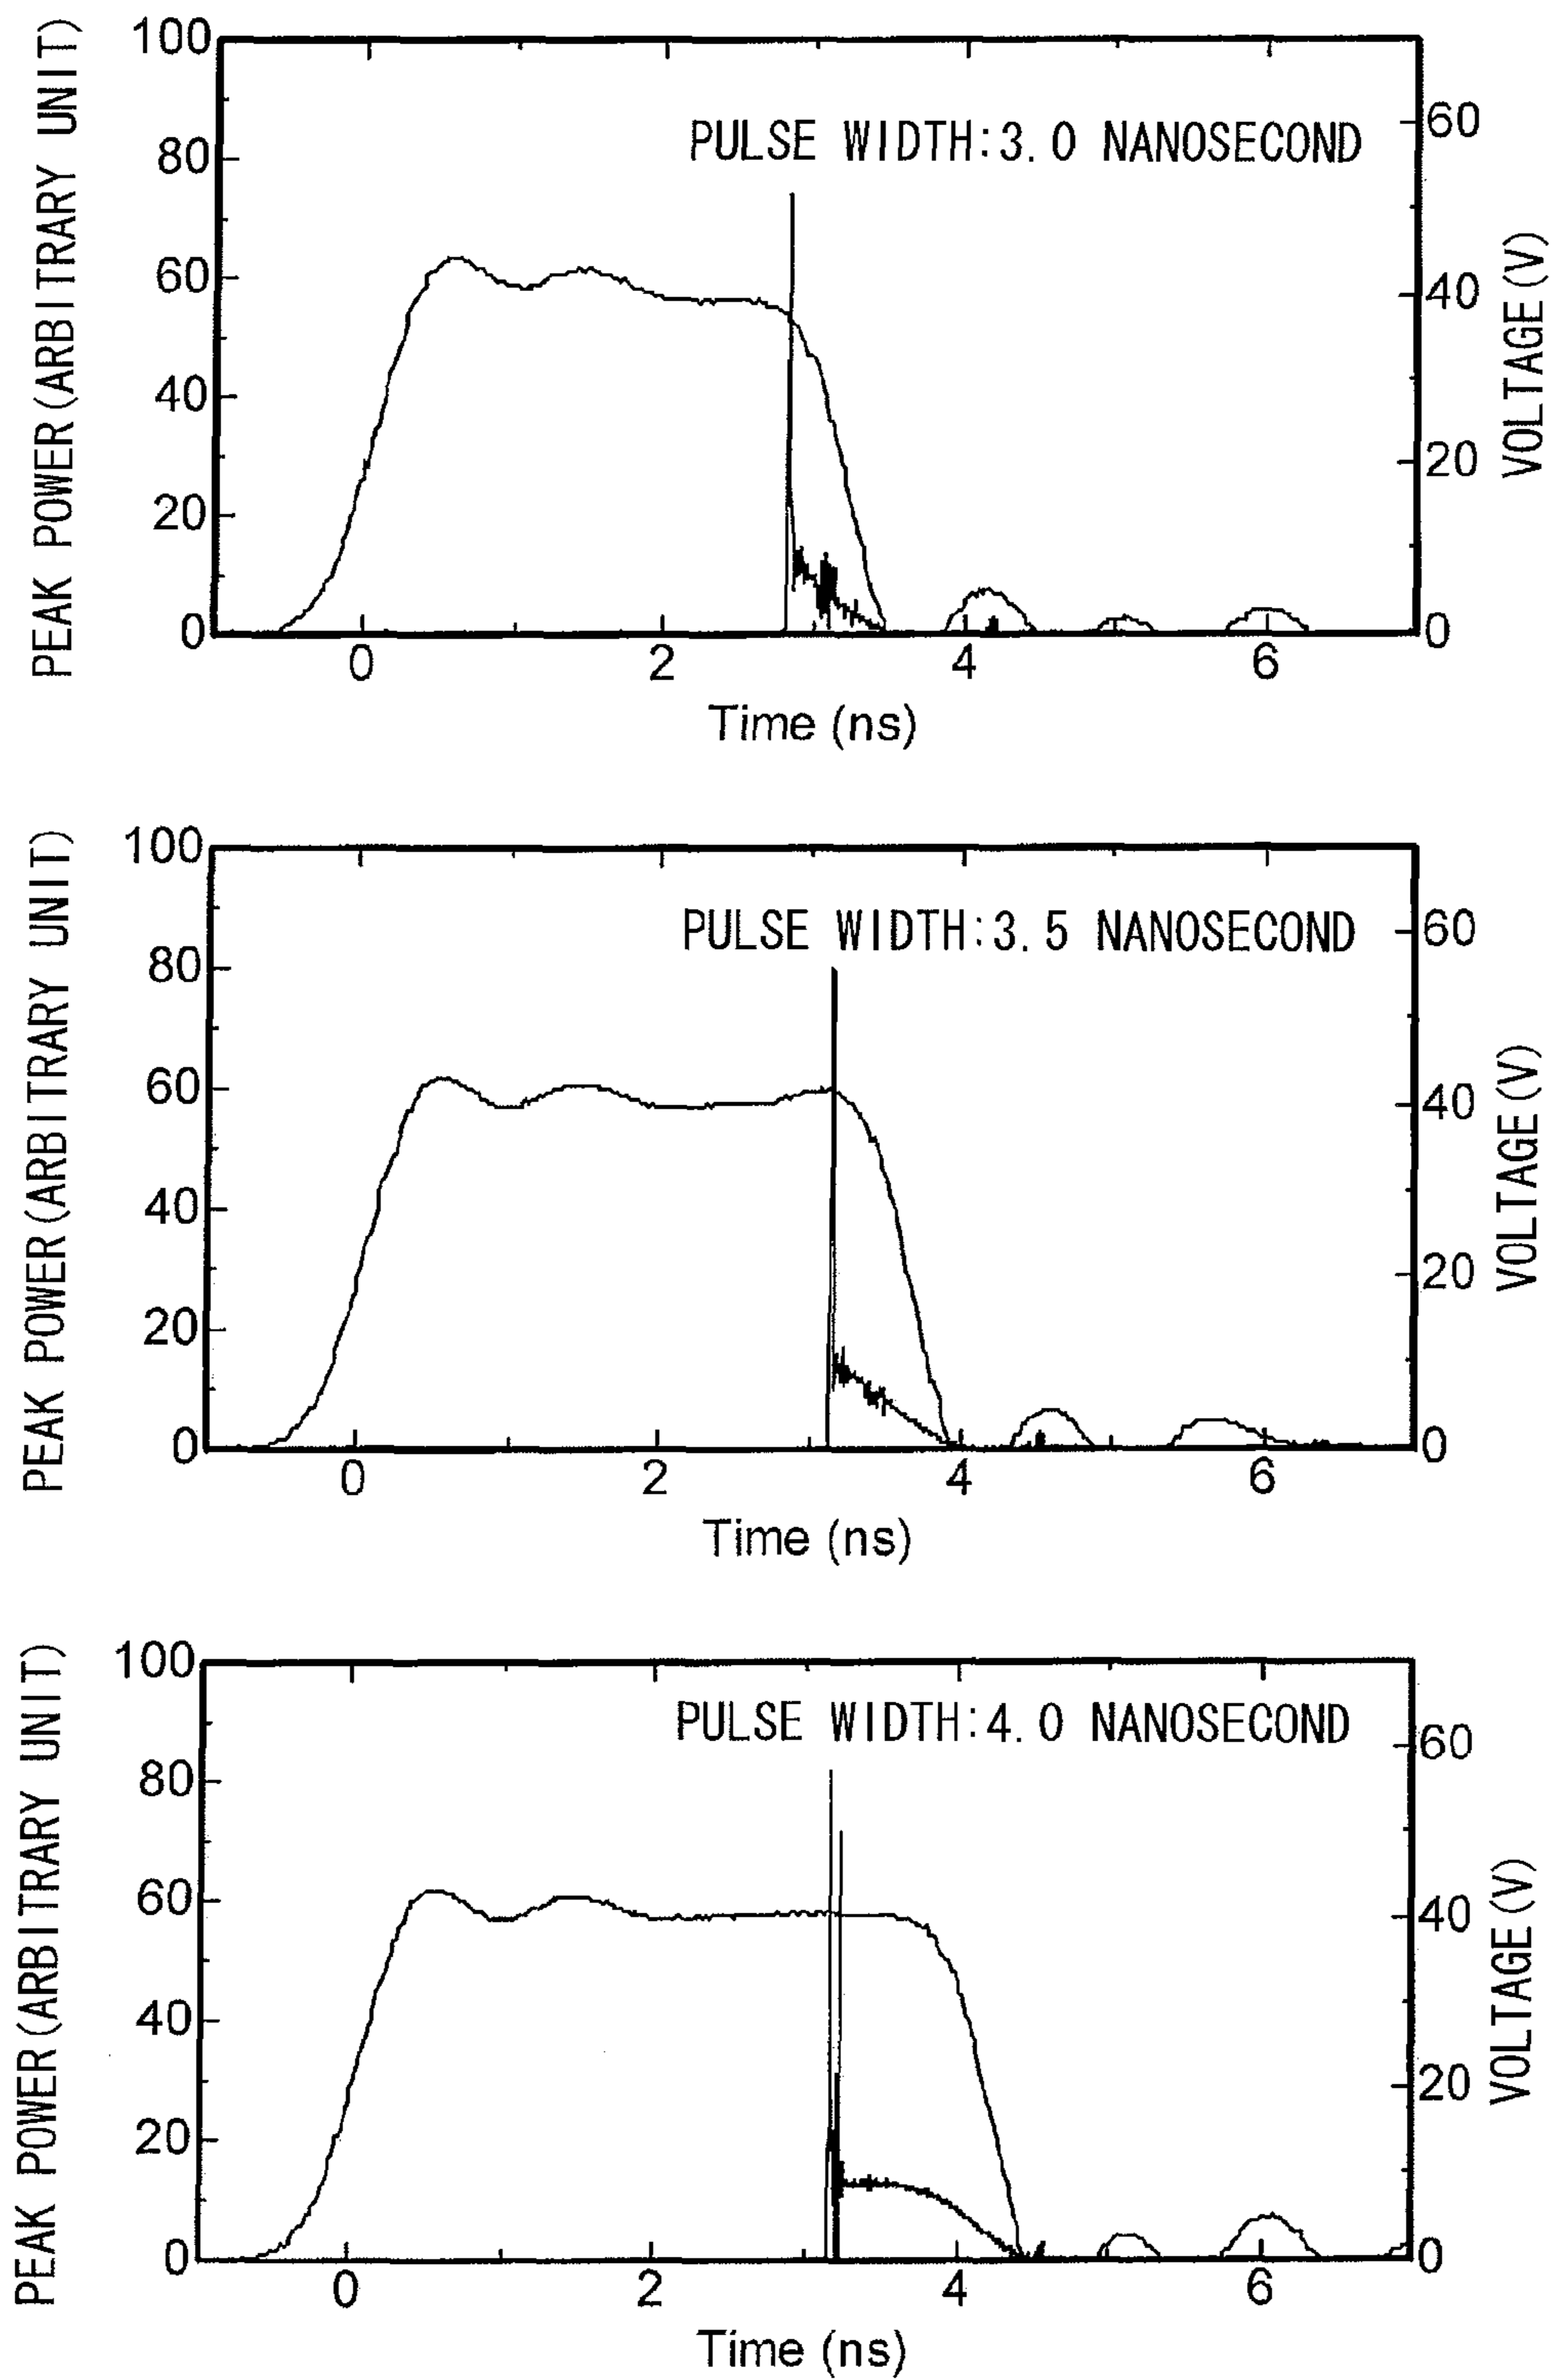 PEAK POWER(ARBITRARY UNIT)
100
80
60
40
20
0
PULSE WIDTH:3.0 NANOSECOND
60
40
20
0
VOLTAGE(V)
0 2 4 6
Time (ns)
PEAK POWER(ARBITRARY UNIT)
100
80
60
40
20
0
PULSE WIDTH:3.5 NANOSECOND
60
40
20
0
VOLTAGE(V)
0 2 4 6
Time (ns)
PEAK POWER(ARBITRARY UNIT)
100
80
60
40
20
0
PULSE WIDTH:4.0 NANOSECOND
60
40
20
0
VOLTAGE(V)
0 2 4 6
Time (ns)